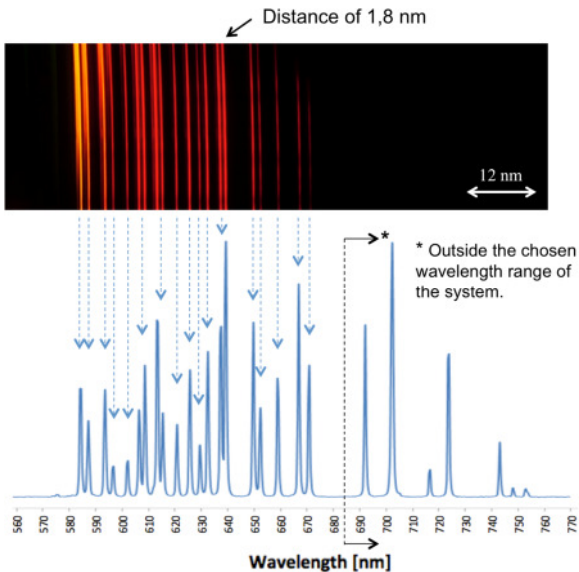 Distance of 1,8 nm
12 nm
*
* Outside the chosen
wavelength range of
the system.
560 570 580 590 600 610 620 630 640 650 660 670 690 700 710 720 730 740 750 760 770
Wavelength [nm]